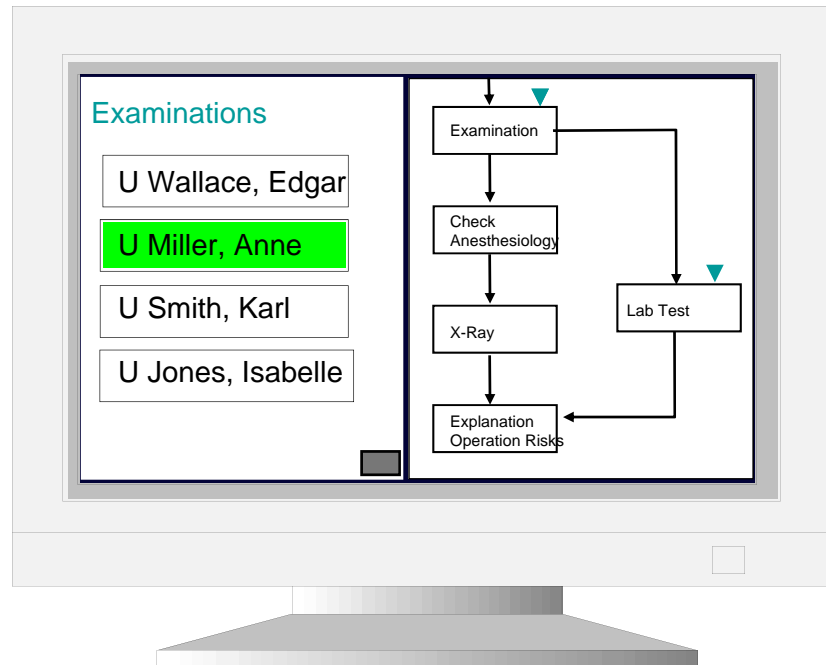 Examinations
U Wallace, Edgar
U Miller, Anne
U Smith, Karl
U Jones, Isabelle
Examination
Check
Anesthesiology
X-Ray
Lab Test
Explanation
Operation Risks